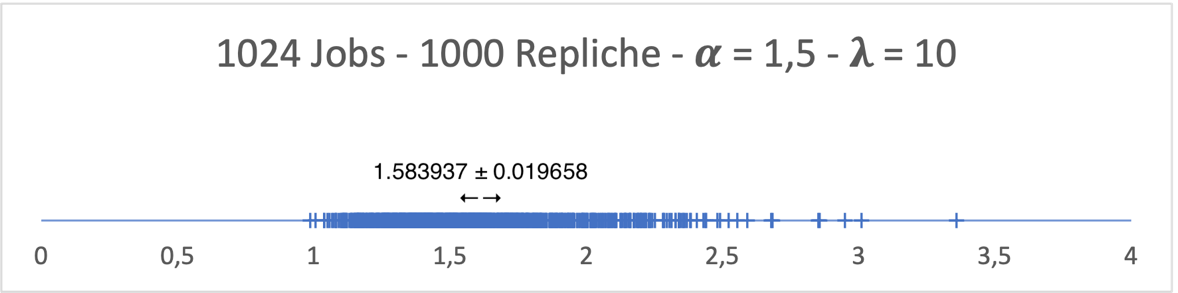 1024 Jobs - 1000 Repliche - α = 1,5 - λ = 10
1.583937 ± 0.019658
0 0,5 1 1,5 2 2,5 3 3,5 4